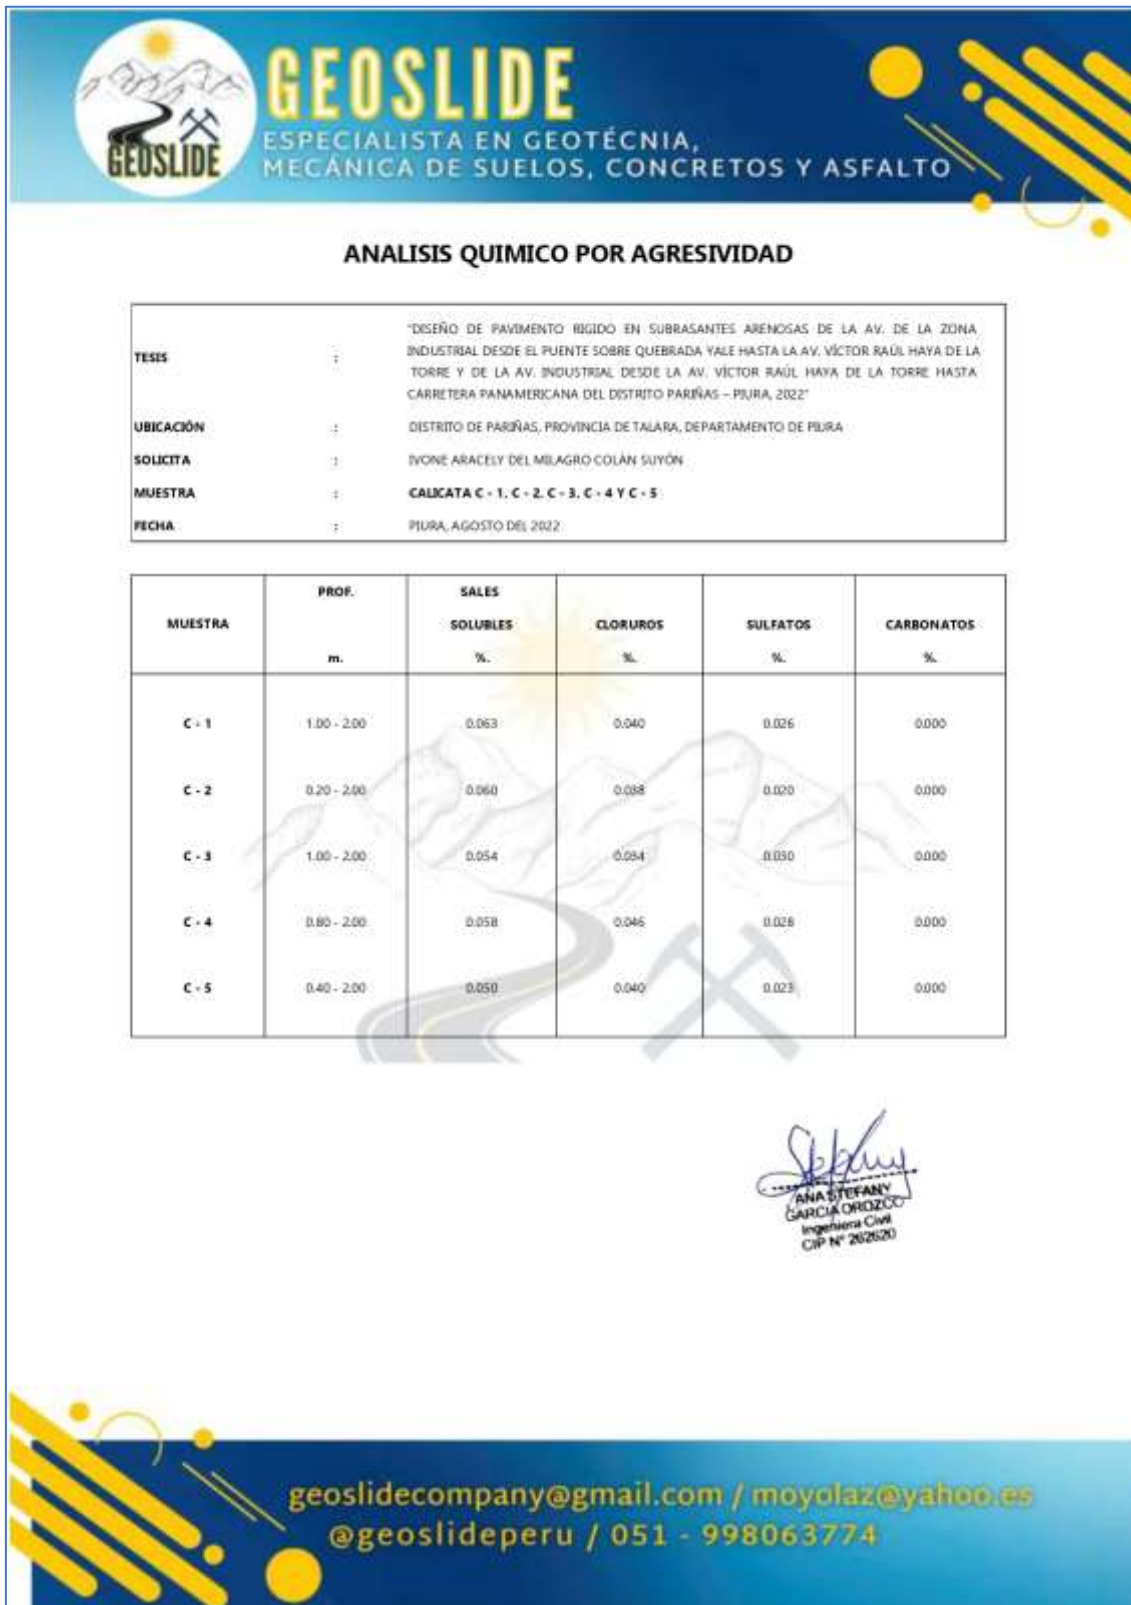 GEOSLIDE
GEOSLIDE
ESPECIALISTA EN GEOTÉCNIA,
MECÁNICA DE SUELOS, CONCRETOS Y ASFALTO
ANALISIS QUIMICO POR AGRESIVIDAD
TESIS : "DISEÑO DE PAVIMENTO RIGIDO EN SUBRASANTES ARENOSAS DE LA AV. DE LA ZONA
INDUSTRIAL DESDE EL PUENTE SOBRE QUEBRADA YALE HASTA LA AV. VÍCTOR RAÚL HAYA DE LA
TORRE Y DE LA AV. INDUSTRIAL DESDE LA AV. VÍCTOR RAÚL HAYA DE LA TORRE HASTA
CARRETERA PANAMERICANA DEL DISTRITO PARIÑAS – PIURA, 2022"
UBICACIÓN : DISTRITO DE PARIÑAS, PROVINCIA DE TALARA, DEPARTAMENTO DE PIURA
SOLICITA : IVONE ARACELY DEL MILAGRO COLÁN SUYÓN
MUESTRA : CALICATA C - 1, C - 2, C - 3, C - 4 Y C - 5
FECHA : PIURA, AGOSTO DEL 2022
PROF. SALES
MUESTRA SOLUBLES CLORUROS SULFATOS CARBONATOS
m. %. %. %. %.
C - 1 1.00 - 2.00 0.063 0.040 0.026 0.000
C - 2 0.20 - 2.00 0.060 0.038 0.020 0.000
C - 3 1.00 - 2.00 0.054 0.034 0.030 0.000
C - 4 0.80 - 2.00 0.058 0.046 0.028 0.000
C - 5 0.40 - 2.00 0.050 0.040 0.023 0.000
ANA STEFANY
GARCIA OROZCO
Ingeniera Civil
CIP N° 262620
geoslidecompany@gmail.com / moyolaz@yahoo.es
@geoslideperu / 051 - 998063774